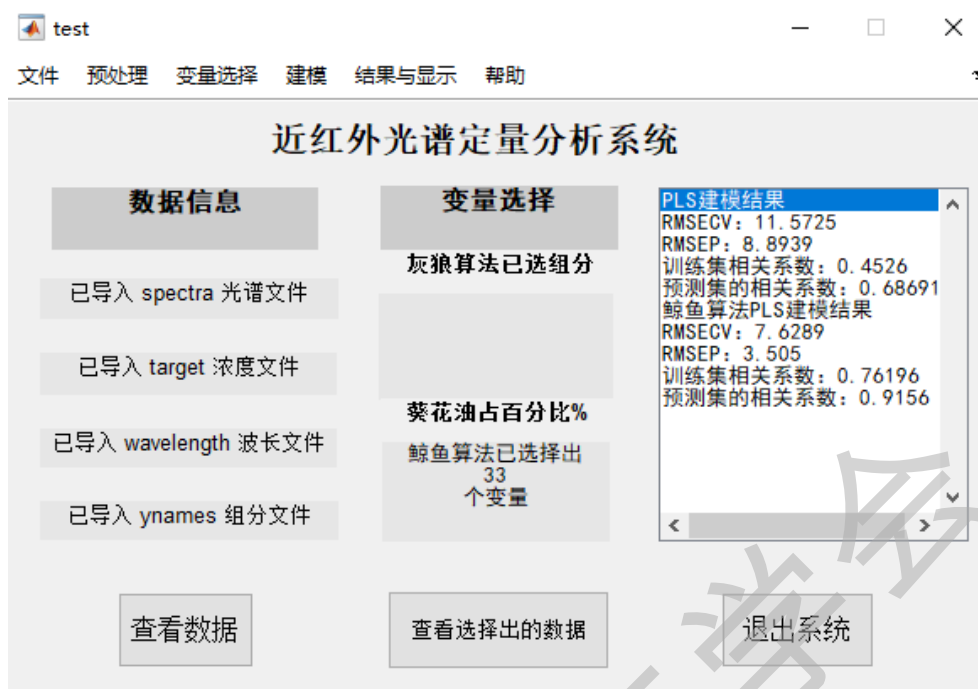 test
文件 预处理 变量选择 建模 结果与显示 帮助
近红外光谱定量分析系统
数据信息
已导入 spectra 光谱文件
已导入 target 浓度文件
已导入 wavelength 波长文件
已导入 ynames 组分文件
查看数据
变量选择
灰狼算法已选组分
葵花油占百分比%
鲸鱼算法已选择出
33
个变量
查看选择出的数据
PLS建模结果
RMSECV: 11.5725
RMSEP: 8.8939
训练集相关系数: 0.4526
预测集的相关系数: 0.68691
鲸鱼算法PLS建模结果
RMSECV: 7.6289
RMSEP: 3.505
训练集相关系数: 0.76196
预测集的相关系数: 0.9156
退出系统
学会